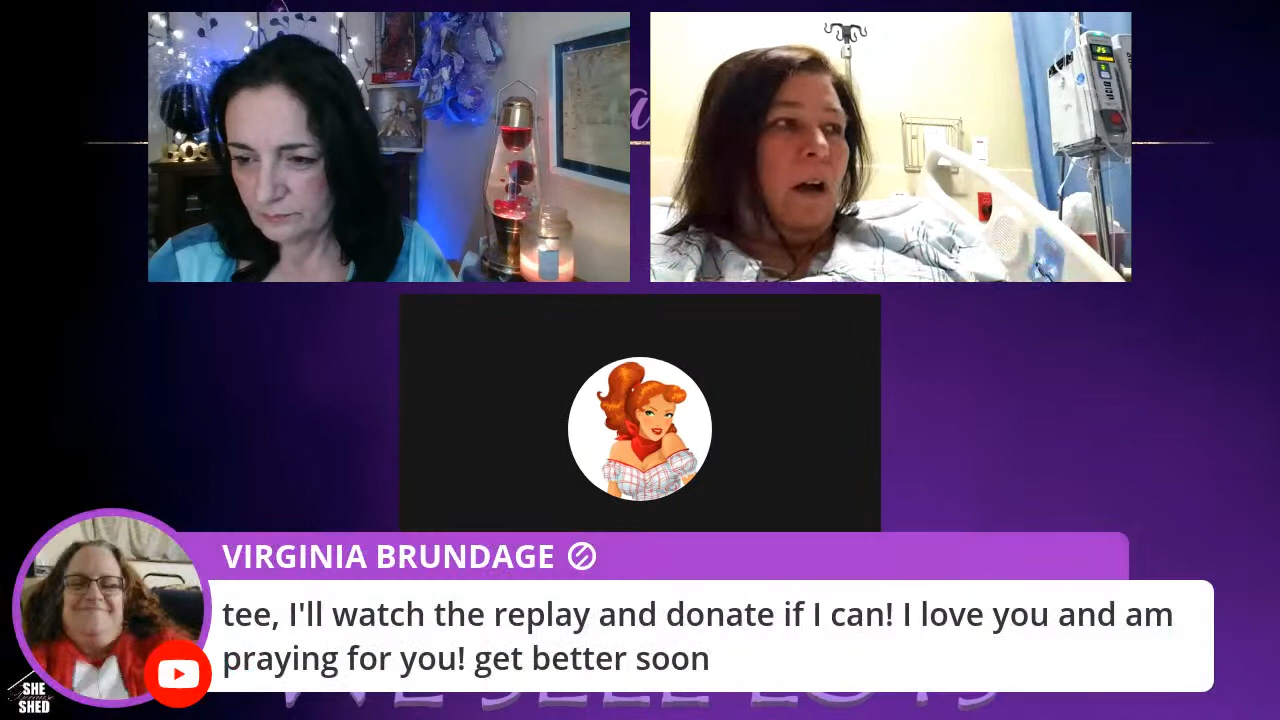 VIRGINIA BRUNDAGE
tee, I'll watch the replay and donate if I can! I love you and am
praying for you! get better soon
SHE
SHED